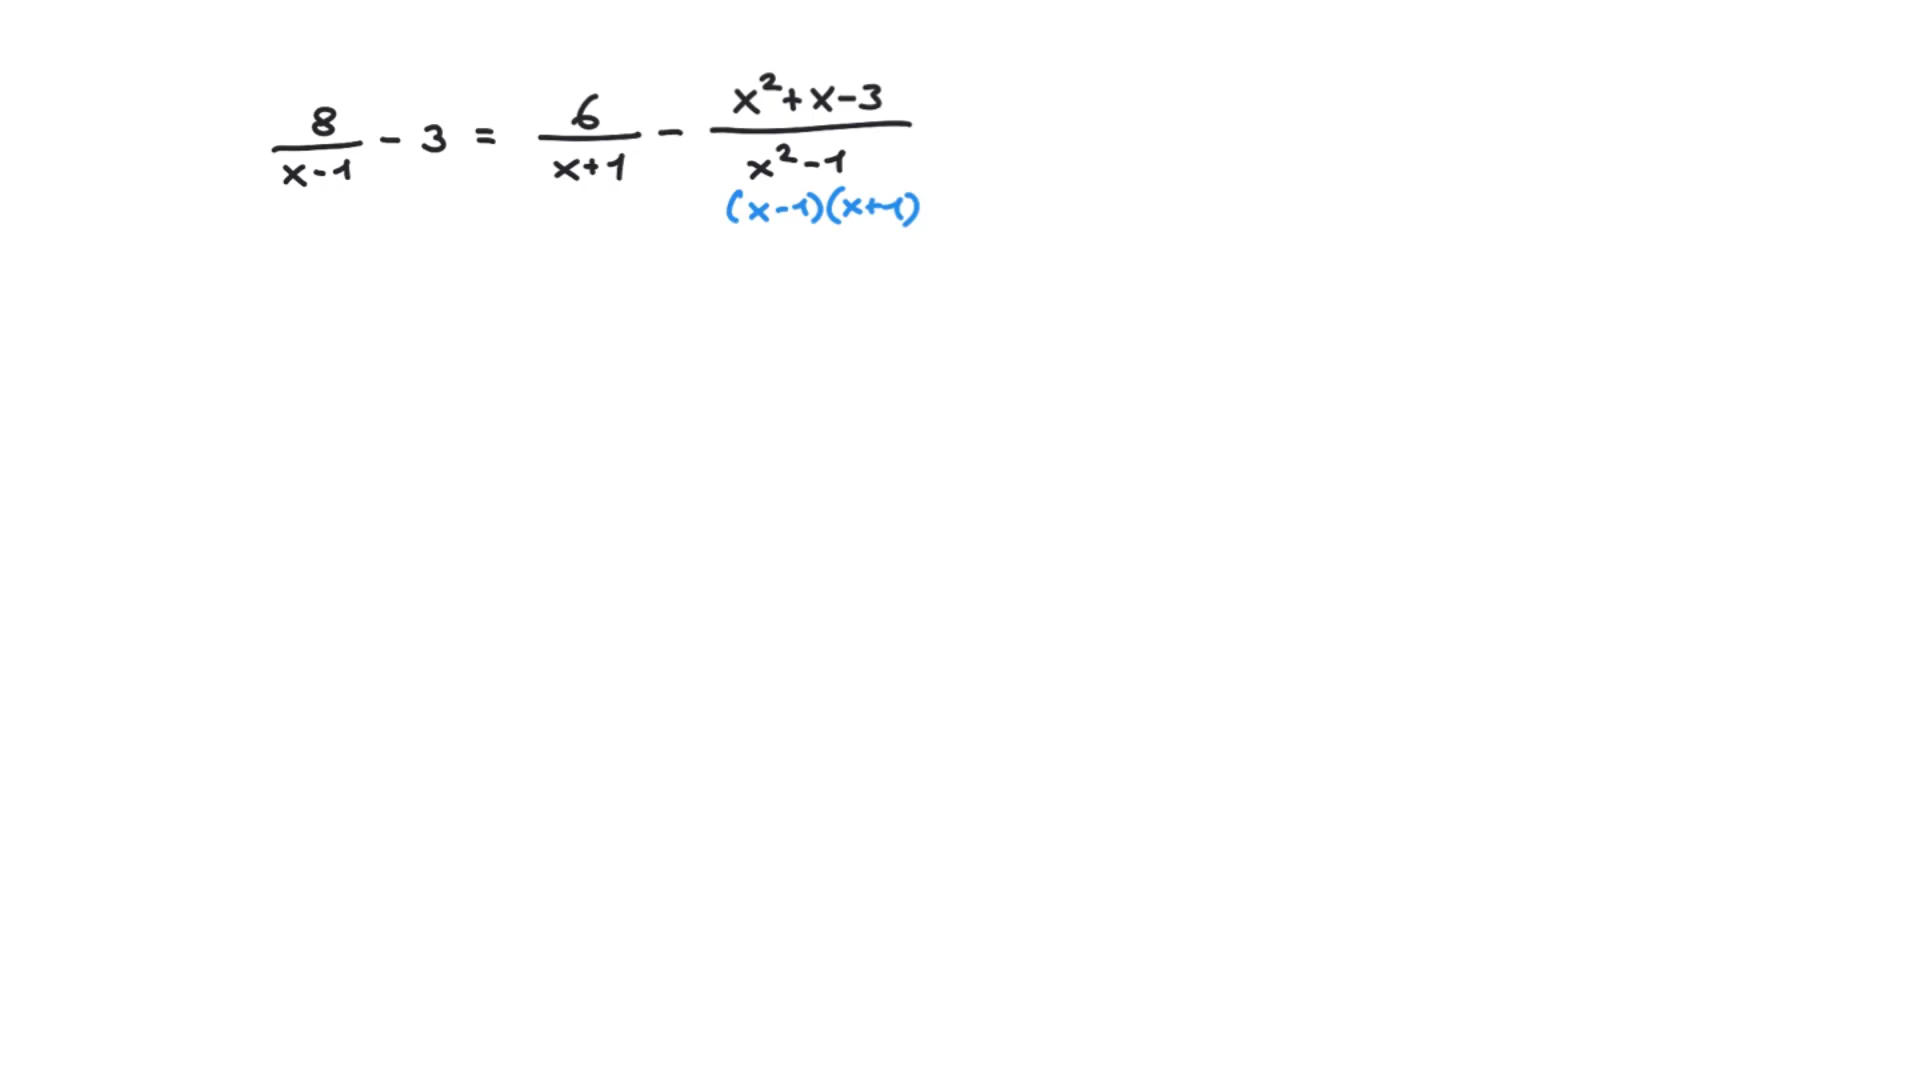 8/(x-1) - 3 = 6/(x+1) - (x²+x-3)/(x²-1)
(x-1)(x+1)